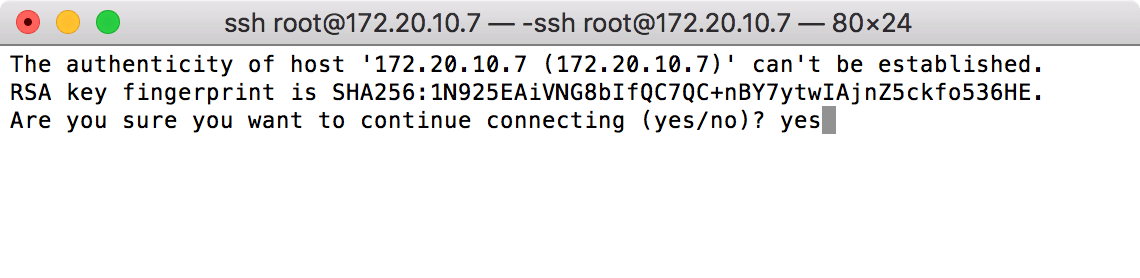 ssh root@172.20.10.7 — -ssh root@172.20.10.7 — 80×24
The authenticity of host '172.20.10.7 (172.20.10.7)' can't be established.
RSA key fingerprint is SHA256:1N925EAiVNG8bIfQC7QC+nBY7ytwIAjnZ5ckfo536HE.
Are you sure you want to continue connecting (yes/no)? yes